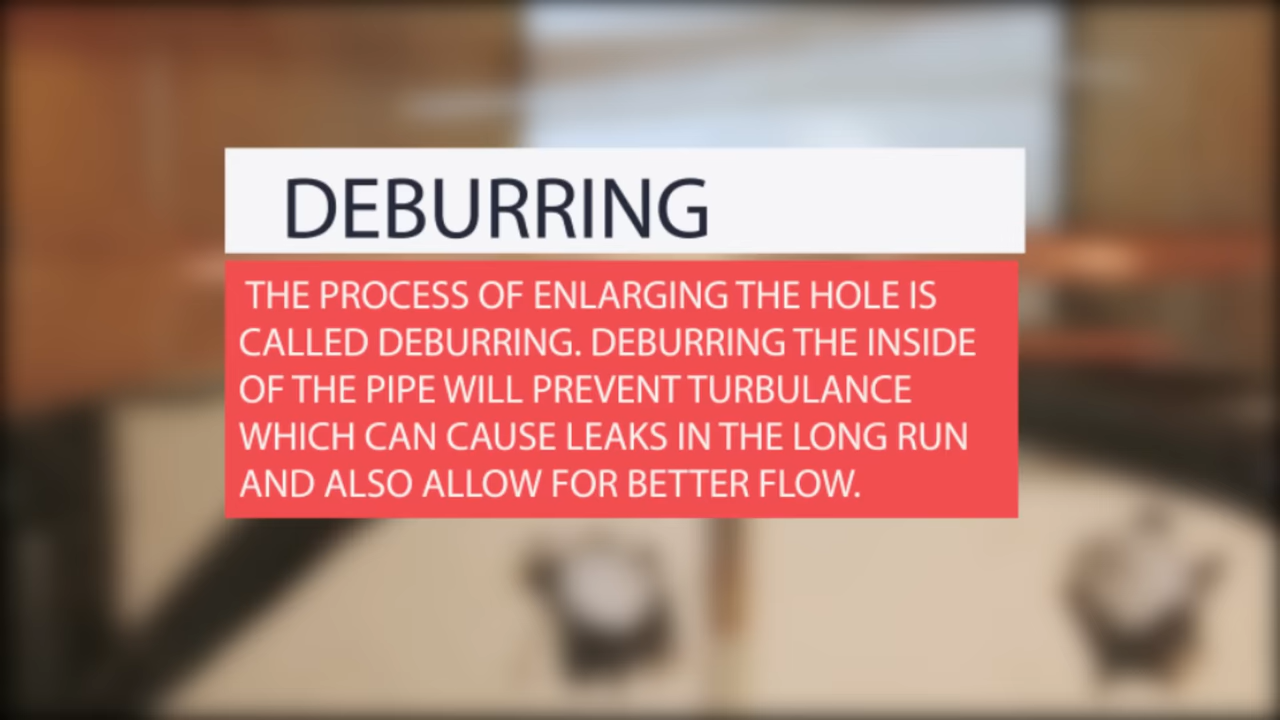 DEBURRING
THE PROCESS OF ENLARGING THE HOLE IS
CALLED DEBURRING. DEBURRING THE INSIDE
OF THE PIPE WILL PREVENT TURBULANCE
WHICH CAN CAUSE LEAKS IN THE LONG RUN
AND ALSO ALLOW FOR BETTER FLOW.